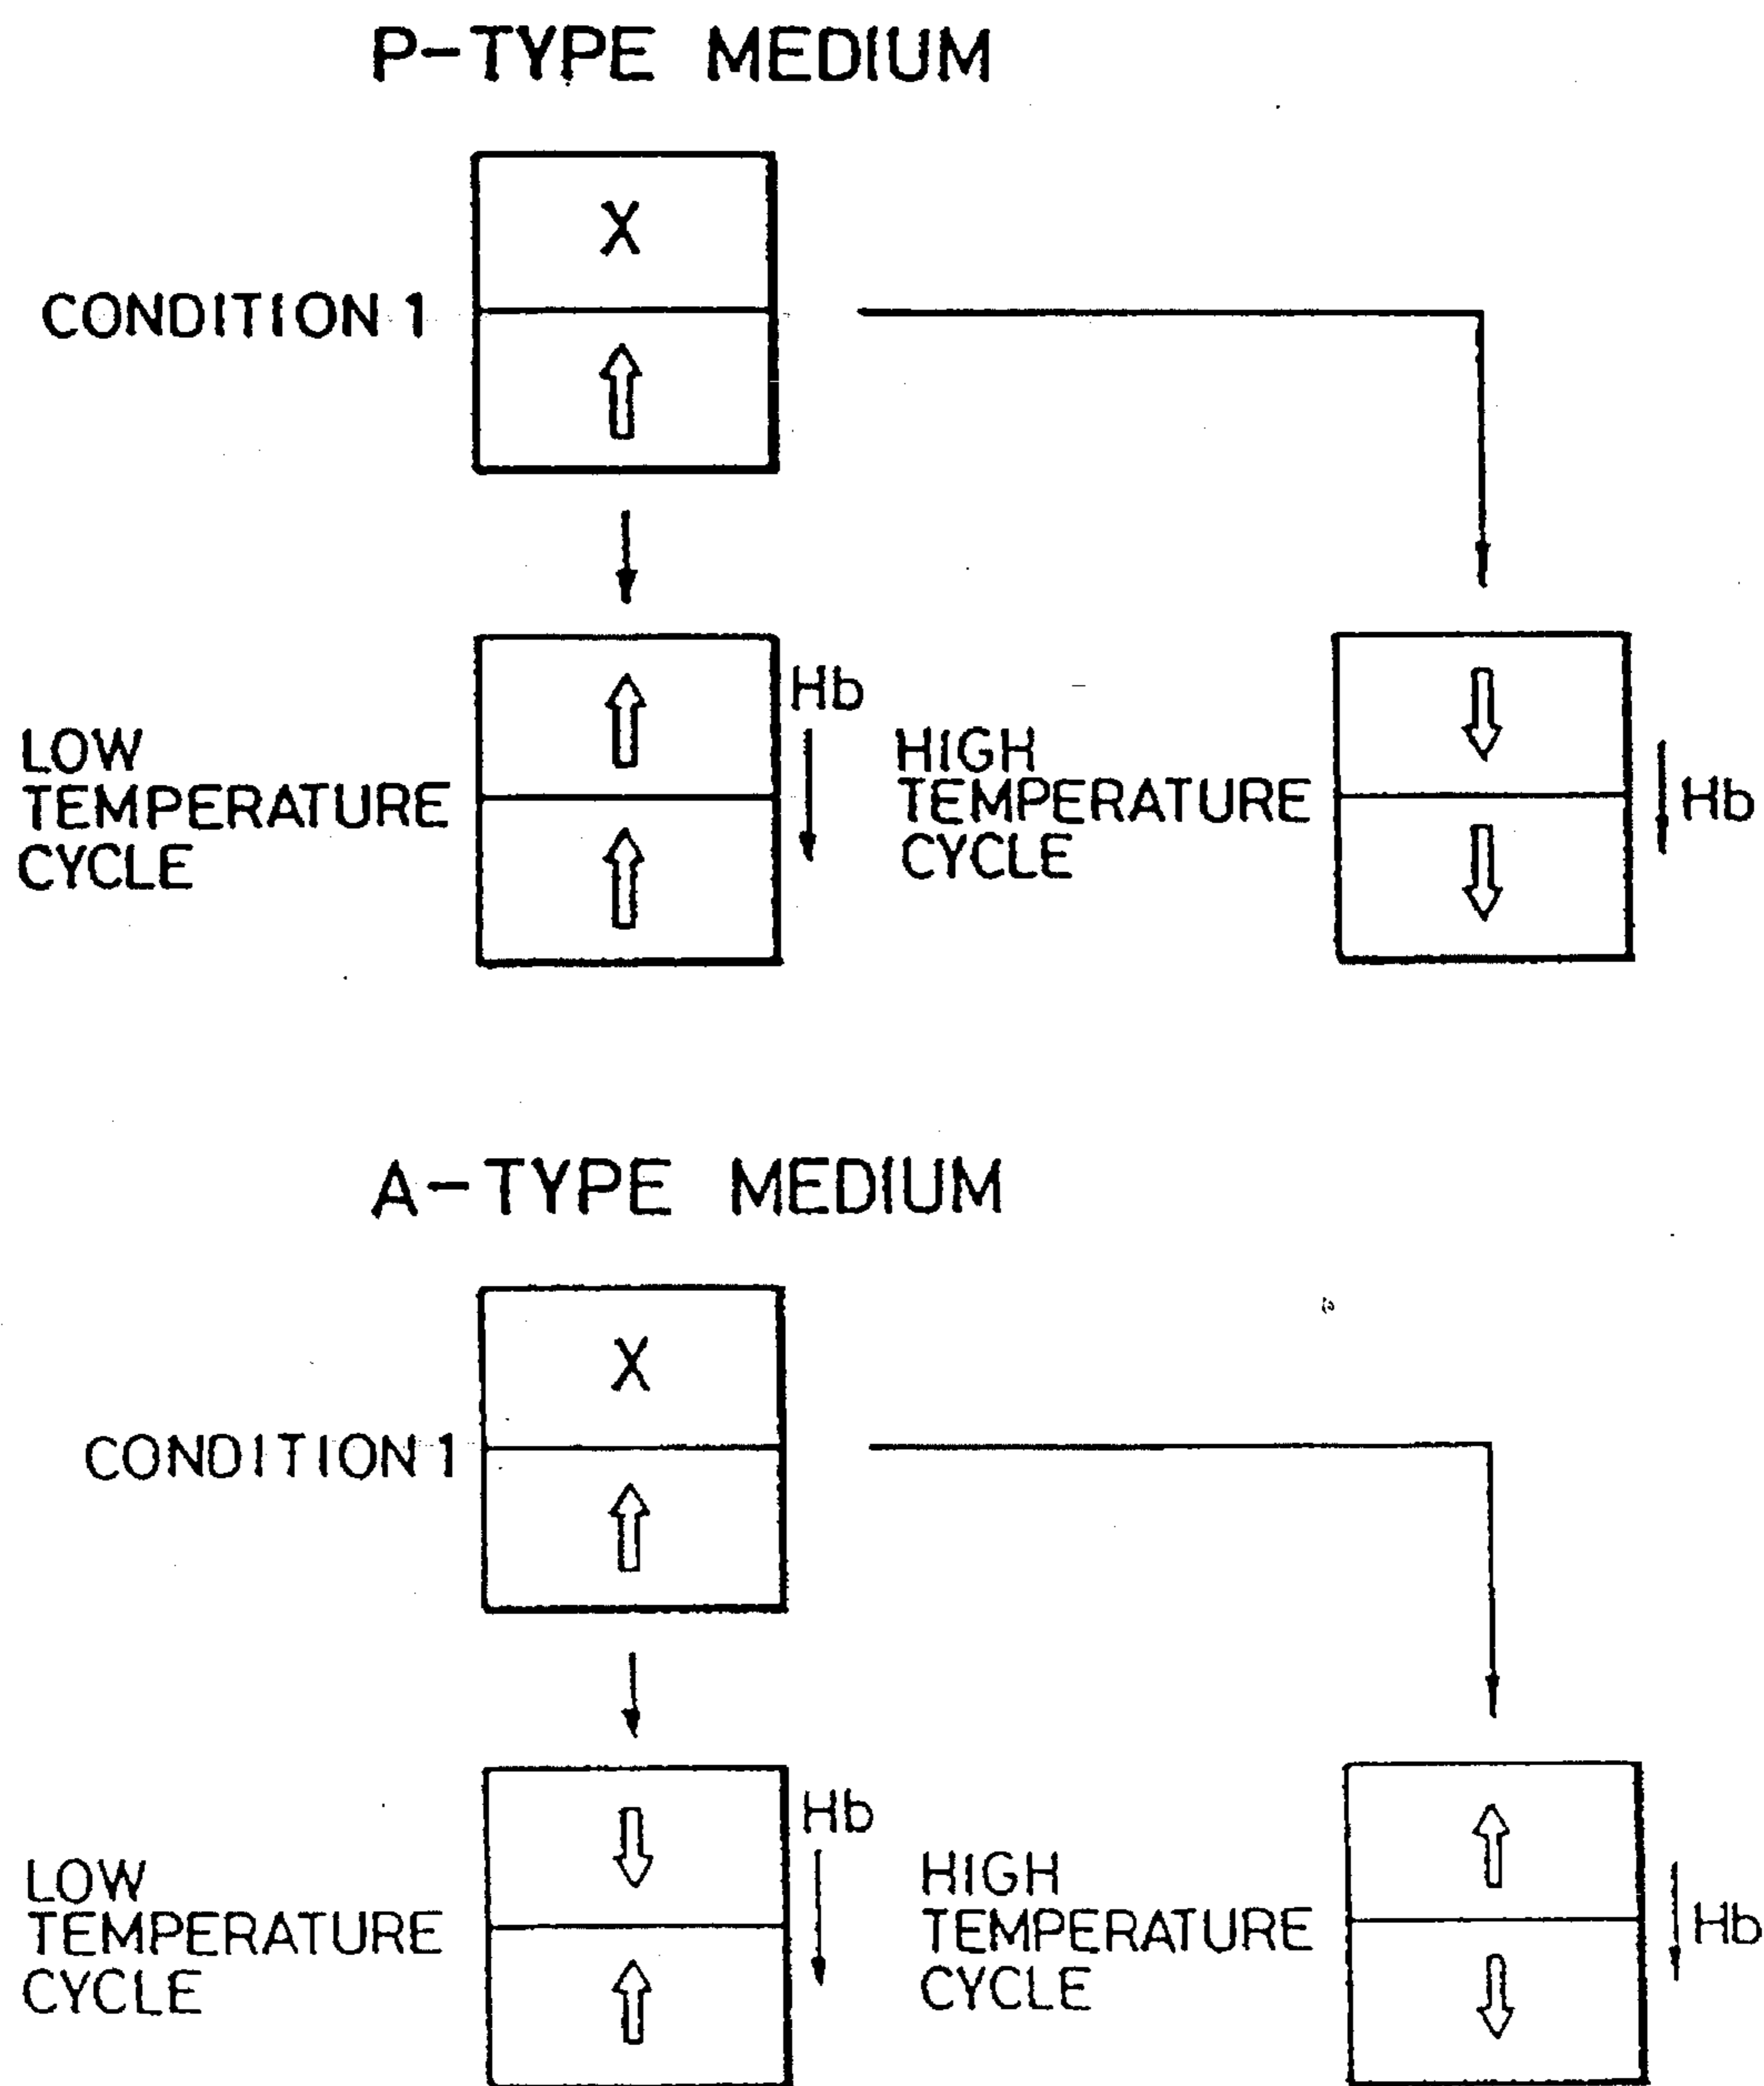 P-TYPE MEDIUM
X
CONDITION 1
LOW
TEMPERATURE
CYCLE
Hb
HIGH
TEMPERATURE
CYCLE
Hb
A-TYPE MEDIUM
X
CONDITION 1
LOW
TEMPERATURE
CYCLE
Hb
HIGH
TEMPERATURE
CYCLE
Hb